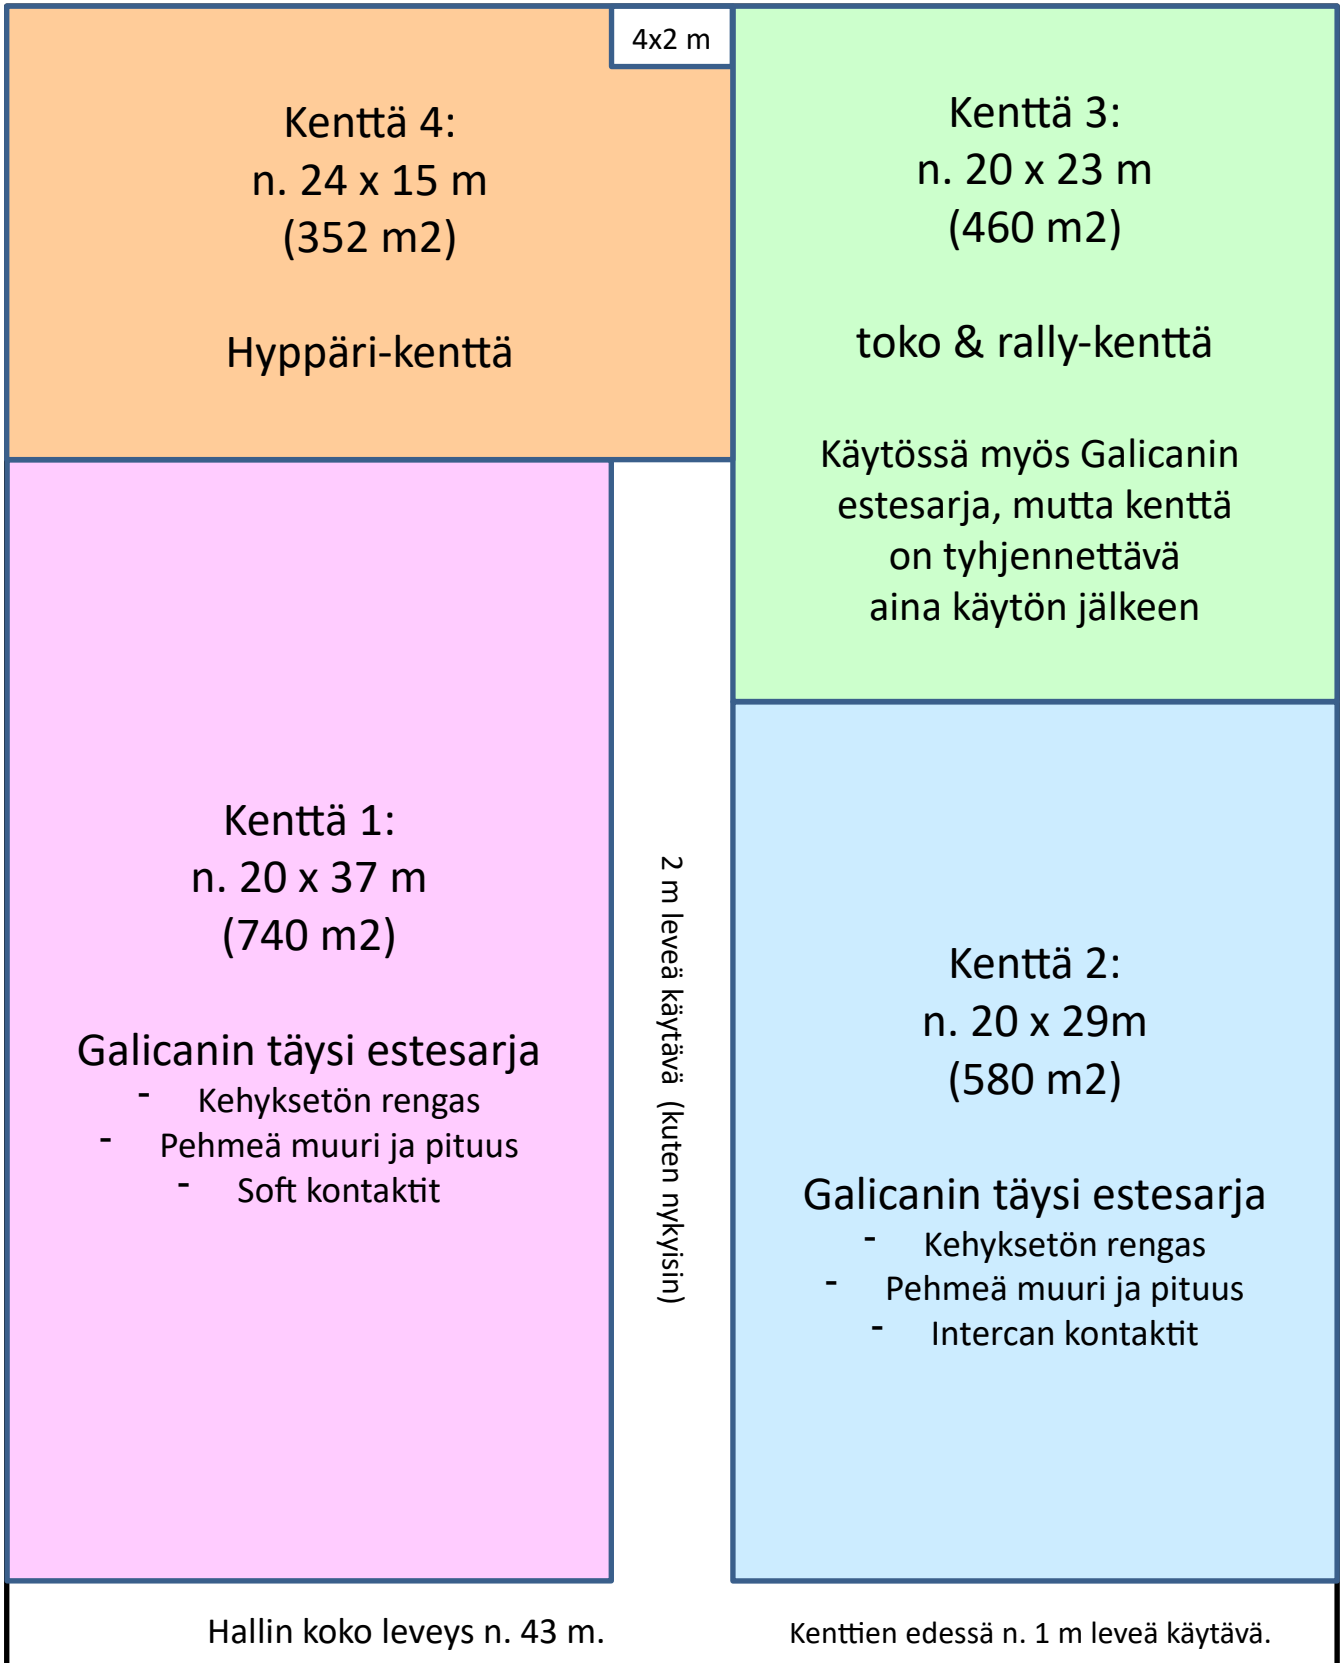 4x2 m
Kenttä 4:
n. 24 x 15 m
(352 m2)
Hyppäri-kenttä
Kenttä 3:
n. 20 x 23 m
(460 m2)
toko & rally-kenttä
Käytössä myös Galicanin
estesarja, mutta kenttä
on tyhjennettävä
aina käytön jälkeen
Kenttä 1:
n. 20 x 37 m
(740 m2)
Galicanin täysi estesarja
- Kehyksetön rengas
- Pehmeä muuri ja pituus
- Soft kontaktit
2 m leveä käytävä (kuten nykyisin)
Kenttä 2:
n. 20 x 29m
(580 m2)
Galicanin täysi estesarja
- Kehyksetön rengas
- Pehmeä muuri ja pituus
- Intercan kontaktit
Hallin koko leveys n. 43 m.
Kenttien edessä n. 1 m leveä käytävä.